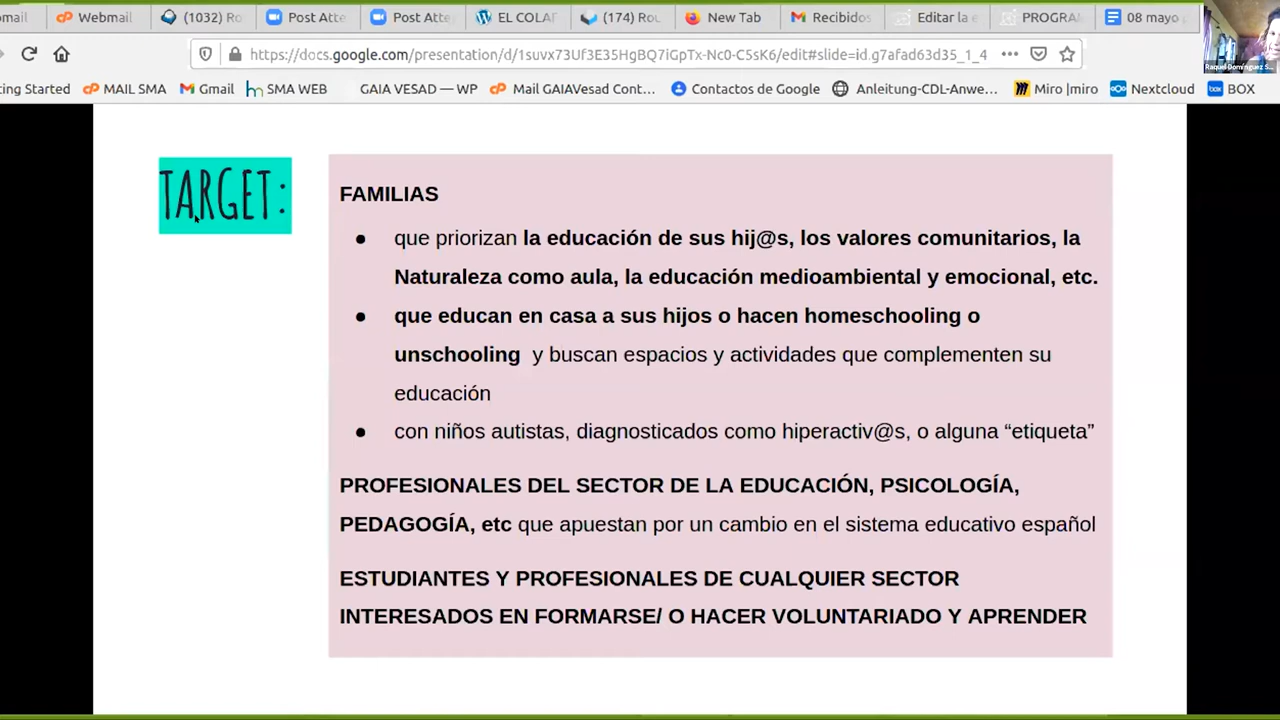 mail
Webmail
(1032) Ro
Post Atte
Post Atte
EL COLAF
(174) Rou
New Tab
Recibidos
Editar la e
PROGRAM
08 mayo
https://docs.google.com/presentation/d/1suvx73Uf3E35HgBQ7iGpTx-Nc0-C5sK6/edit#slide=id.g7afad63d35_1_4
ing Started
MAIL SMA
Gmail
SMA WEB
GAIA VESAD — WP
Mail GAIAVesad Cont...
Contactos de Google
Anleitung-CDL-Anwe...
Miro |miro
Nextcloud
BOX
TARGET:
FAMILIAS
● que priorizan la educación de sus hij@s, los valores comunitarios, la
Naturaleza como aula, la educación medioambiental y emocional, etc.
● que educan en casa a sus hijos o hacen homeschooling o
unschooling y buscan espacios y actividades que complementen su
educación
● con niños autistas, diagnosticados como hiperactiv@s, o alguna “etiqueta”
PROFESIONALES DEL SECTOR DE LA EDUCACIÓN, PSICOLOGÍA,
PEDAGOGÍA, etc que apuestan por un cambio en el sistema educativo español
ESTUDIANTES Y PROFESIONALES DE CUALQUIER SECTOR
INTERESADOS EN FORMARSE/ O HACER VOLUNTARIADO Y APRENDER